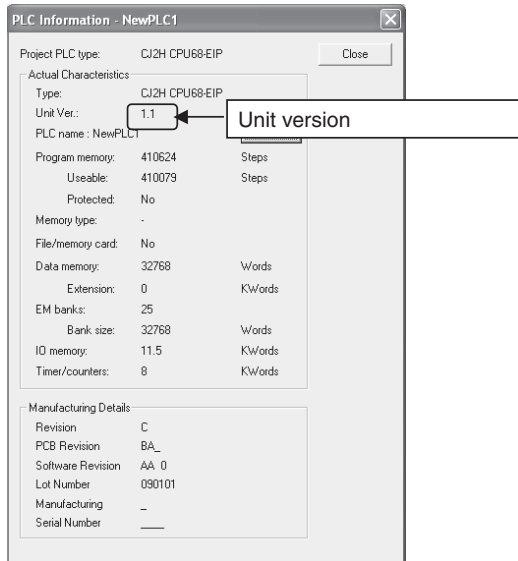 PLC Information - NewPLC1
Project PLC type: CJ2H CPU68-EIP Close
Actual Characteristics
Type: CJ2H CPU68-EIP
Unit Ver.: 1.1
Unit version
PLC name : NewPLC1
Program memory: 410624 Steps
Useable: 410079 Steps
Protected: No
Memory type: -
File/memory card: No
Data memory: 32768 Words
Extension: 0 KWords
EM banks: 25
Bank size: 32768 Words
IO memory: 11.5 KWords
Timer/counters: 8 KWords
Manufacturing Details
Revision C
PCB Revision BA_
Software Revision AA 0
Lot Number 090101
Manufacturing _
Serial Number ____